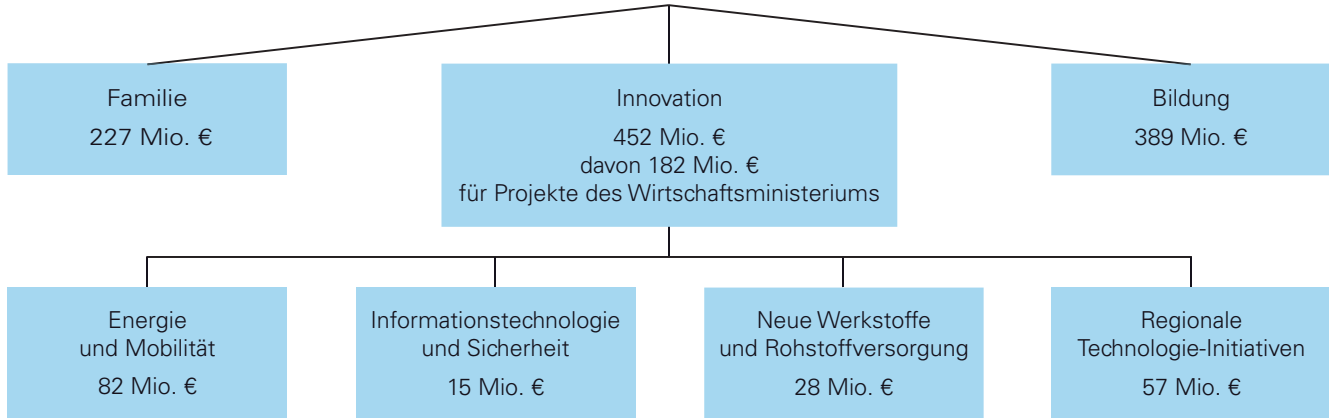 Familie
227 Mio. €
Innovation
452 Mio. €
davon 182 Mio. €
für Projekte des Wirtschaftsministeriums
Bildung
389 Mio. €
Energie
und Mobilität
82 Mio. €
Informationstechnologie
und Sicherheit
15 Mio. €
Neue Werkstoffe
und Rohstoffversorgung
28 Mio. €
Regionale
Technologie-Initiativen
57 Mio. €